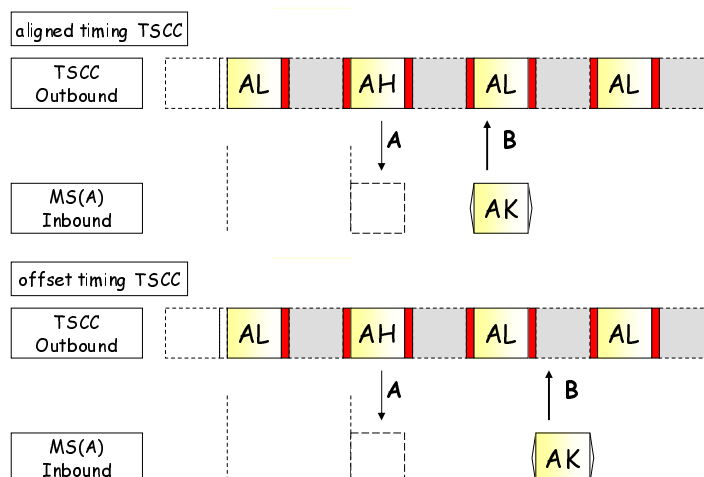 aligned timing TSCC
TSCC
Outbound
AL
AH
AL
AL
A
B
MS(A)
Inbound
AK
offset timing TSCC
TSCC
Outbound
AL
AH
AL
AL
A
B
MS(A)
Inbound
AK